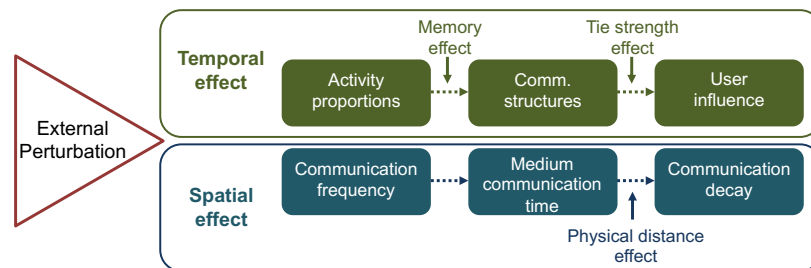 External
Perturbation
Temporal
effect
Memory
effect
Tie strength
effect
Activity
proportions
Comm.
structures
User
influence
Spatial
effect
Communication
frequency
Medium
communication
time
Communication
decay
Physical distance
effect